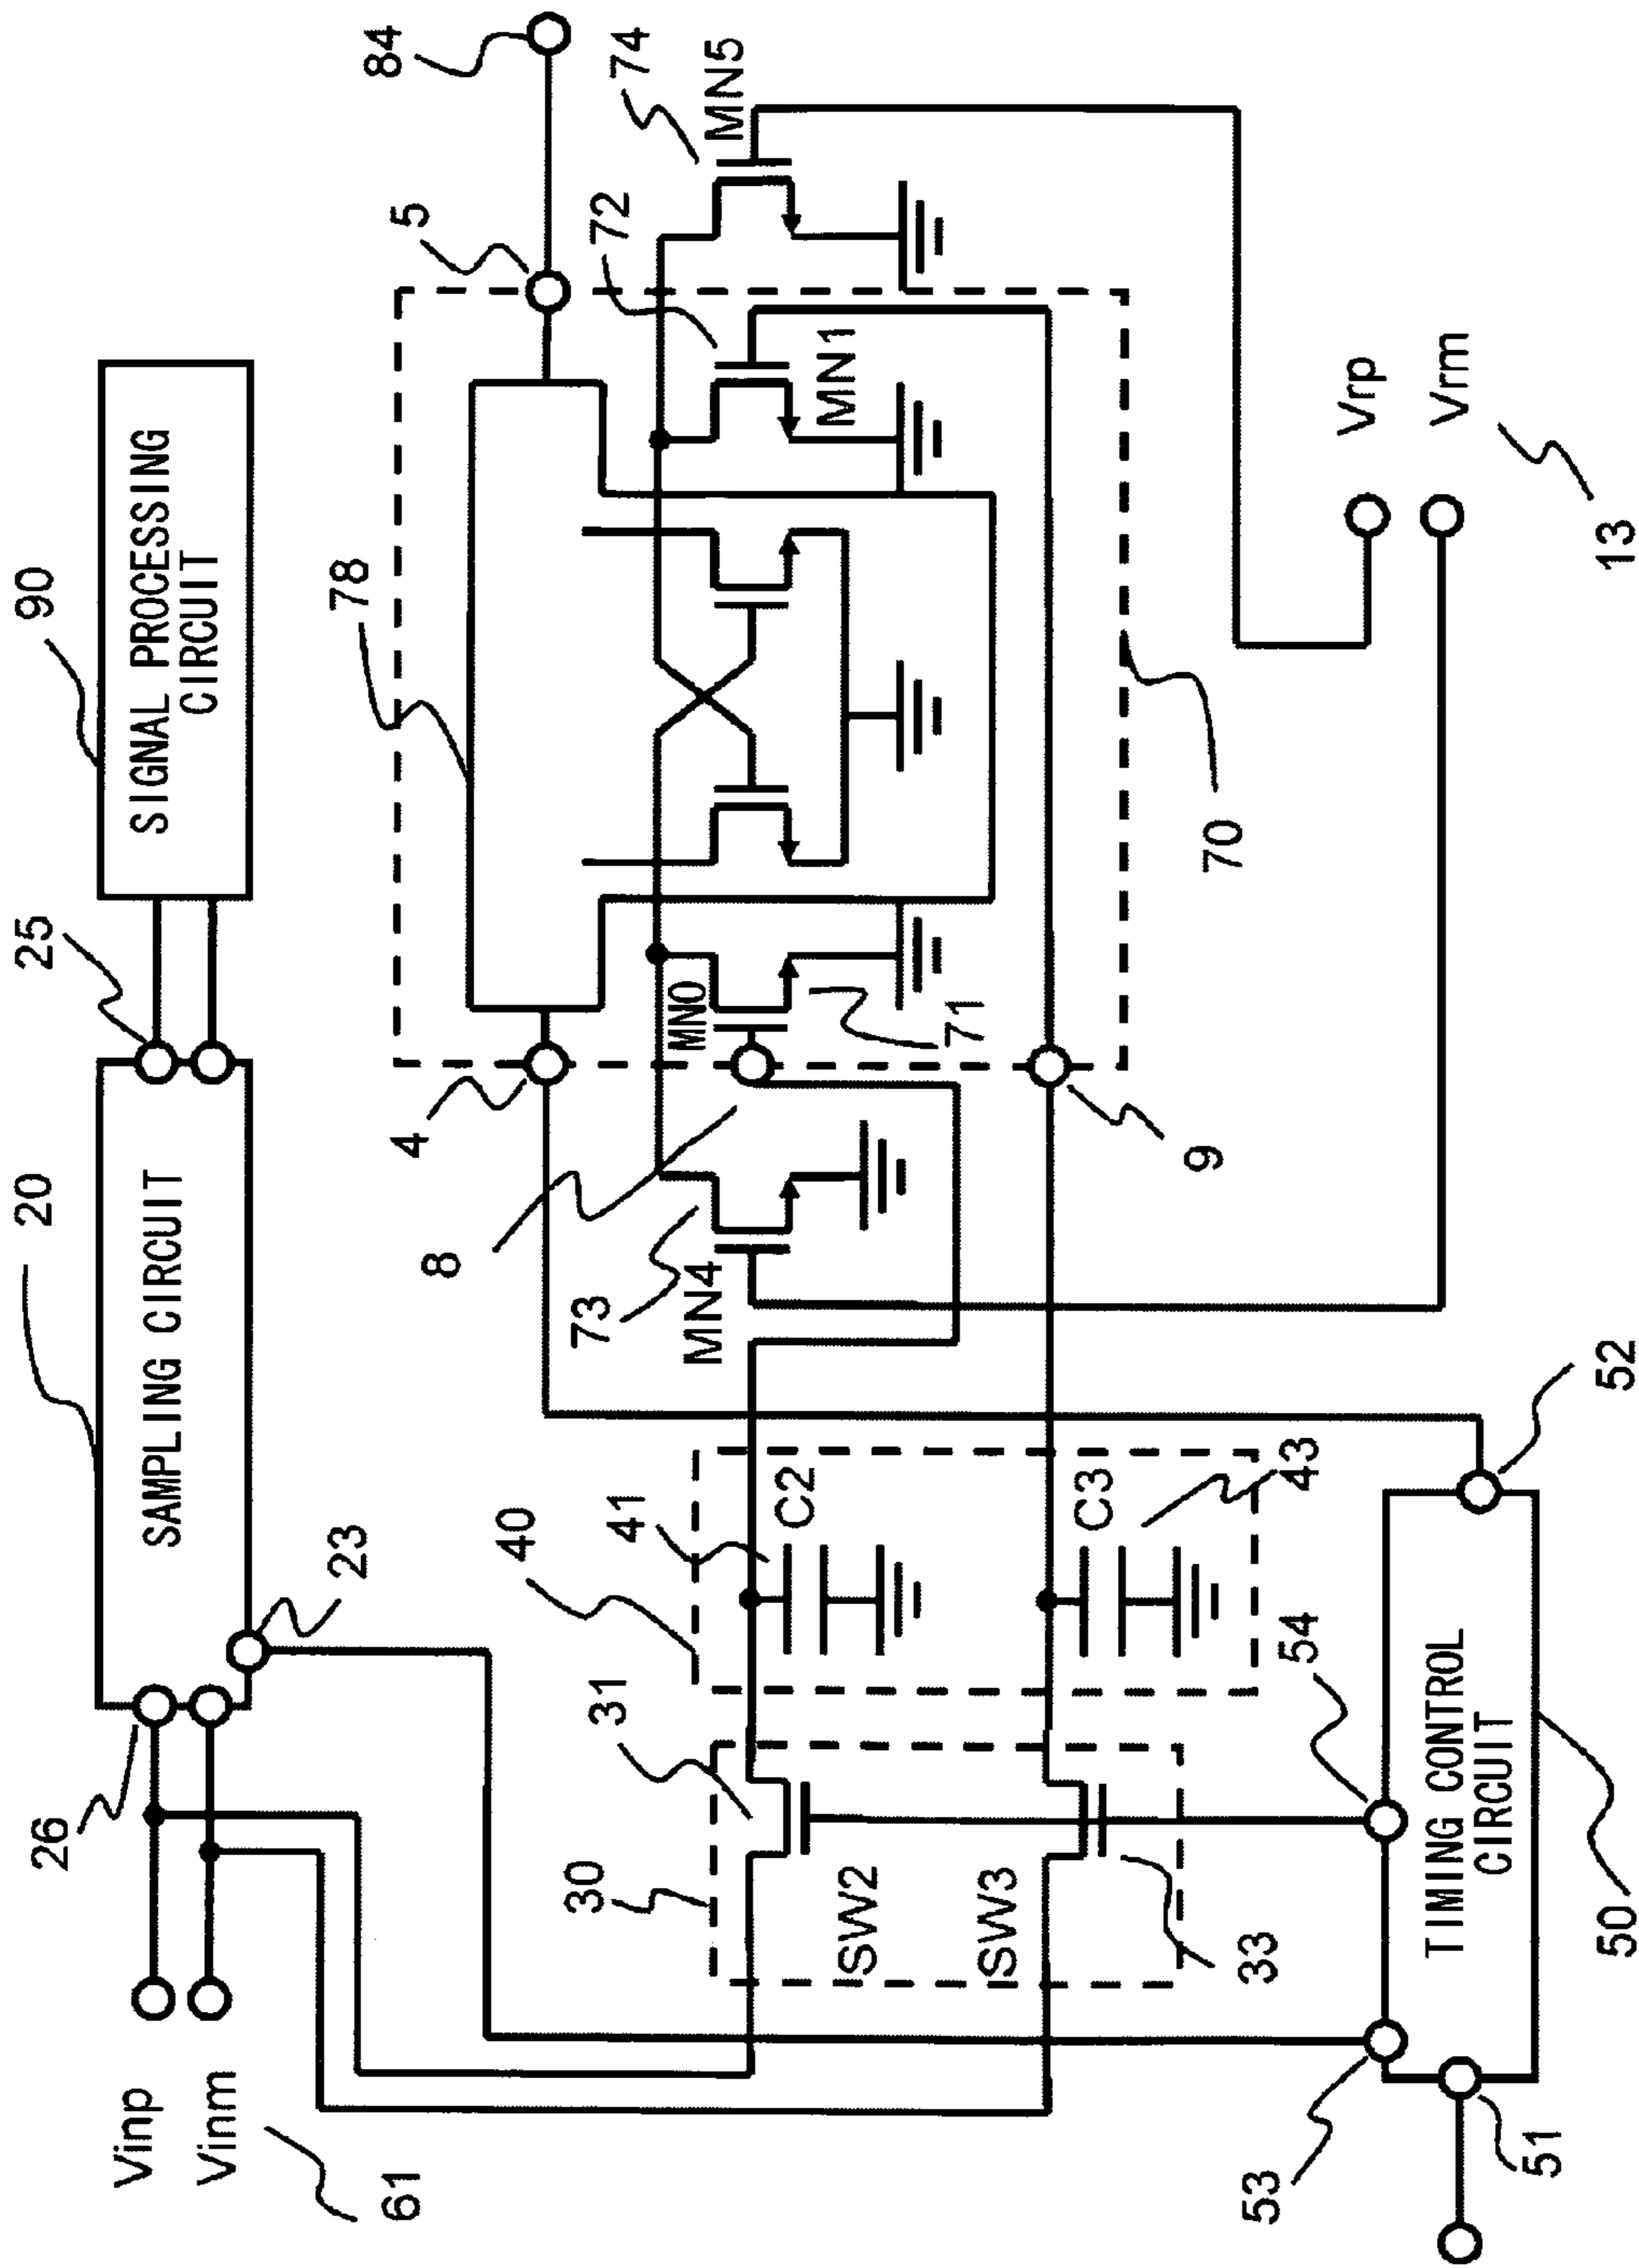 90
SIGNAL PROCESSING
CIRCUIT
25
20
SAMPLING CIRCUIT
23
26
Vinp
Vinm
61
84
74
MN5
5
72
MN1
78
MN0
71
4
8
73
MN4
9
70
Vrp
Vrm
13
40
41
C2
C3
43
30
31
SW2
SW3
33
52
54
TIMING CONTROL
CIRCUIT
50
53
51